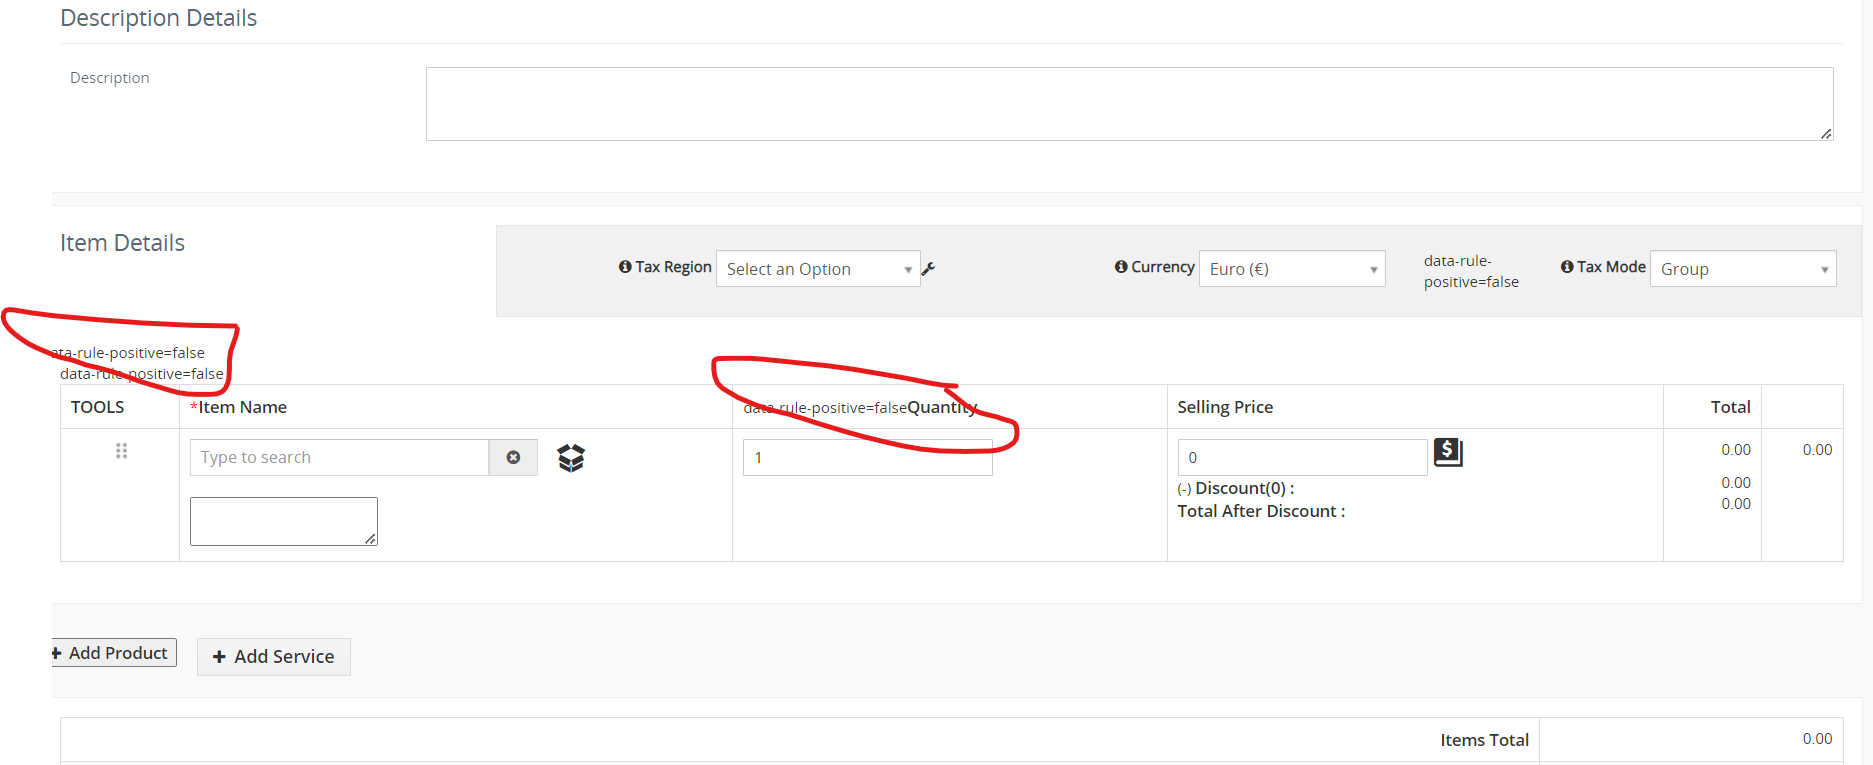 Description Details
Description
Item Details
Tax Region Select an Option
Currency Euro (€)
data-rule-
positive=false
Tax Mode Group
ata-rule-positive=false
data-rule-positive=false
TOOLS *Item Name data-rule-positive=falseQuantity Selling Price Total
Type to search 1 0 0.00 0.00
(-) Discount(0) : 0.00
Total After Discount : 0.00
+ Add Product + Add Service
Items Total 0.00